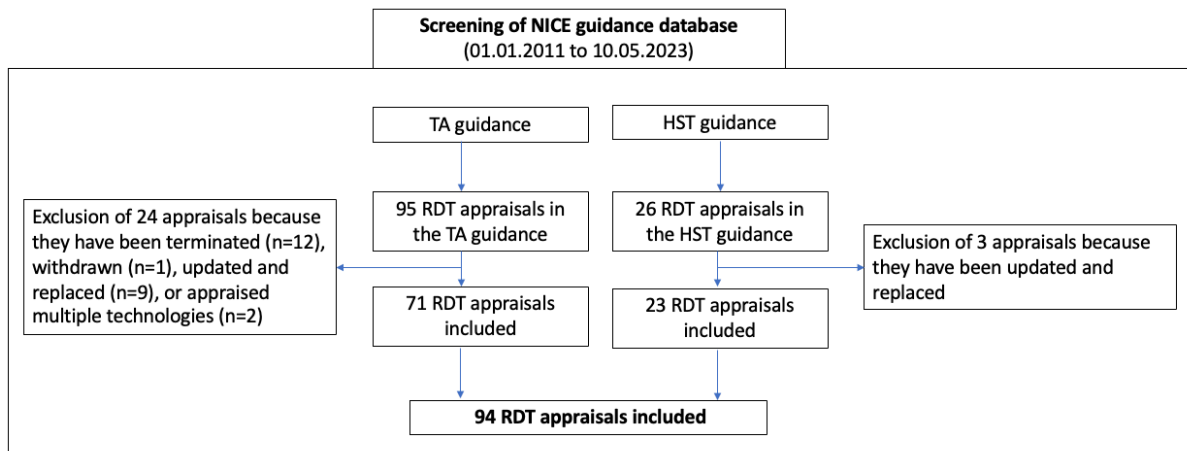 Screening of NICE guidance database
(01.01.2011 to 10.05.2023)
TA guidance
HST guidance
95 RDT appraisals in
the TA guidance
26 RDT appraisals in
the HST guidance
Exclusion of 24 appraisals because
they have been terminated (n=12),
withdrawn (n=1), updated and
replaced (n=9), or appraised
multiple technologies (n=2)
Exclusion of 3 appraisals because
they have been updated and
replaced
71 RDT appraisals
included
23 RDT appraisals
included
94 RDT appraisals included